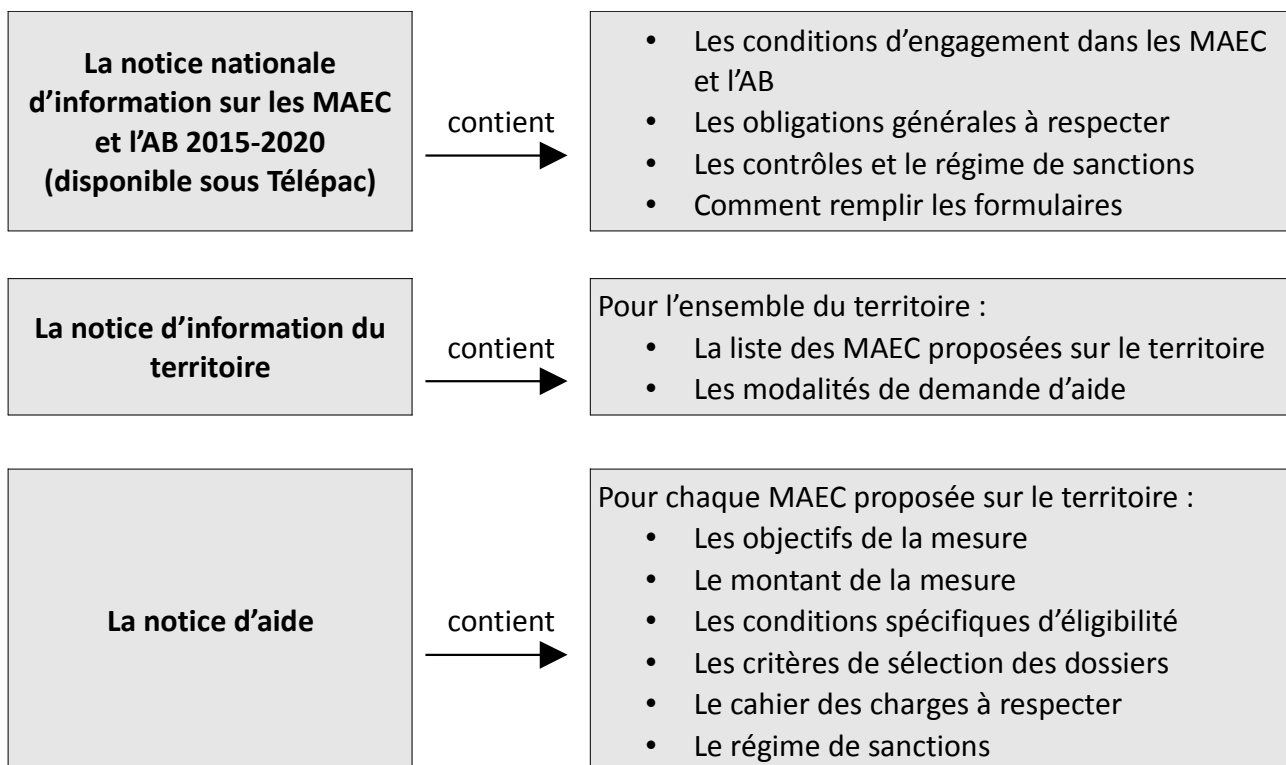 La notice nationale
d’information sur les MAEC
et l’AB 2015-2020
(disponible sous Télépac)
contient
• Les conditions d’engagement dans les MAEC
et l’AB
• Les obligations générales à respecter
• Les contrôles et le régime de sanctions
• Comment remplir les formulaires
La notice d’information du
territoire
contient
Pour l’ensemble du territoire :
• La liste des MAEC proposées sur le territoire
• Les modalités de demande d’aide
La notice d’aide
contient
Pour chaque MAEC proposée sur le territoire :
• Les objectifs de la mesure
• Le montant de la mesure
• Les conditions spécifiques d’éligibilité
• Les critères de sélection des dossiers
• Le cahier des charges à respecter
• Le régime de sanctions